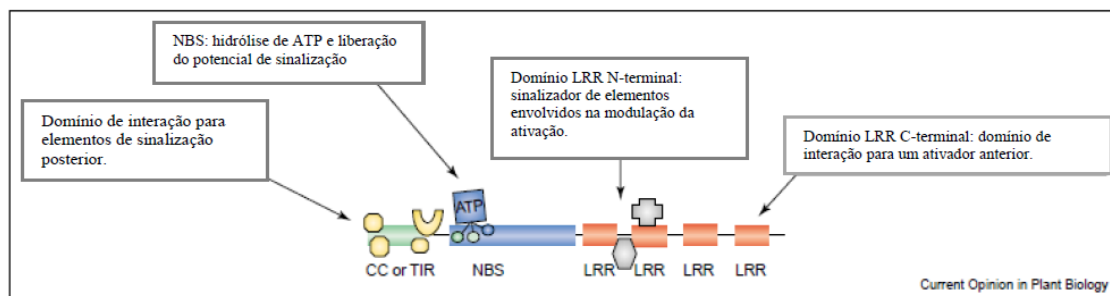 NBS: hidrólise de ATP e liberação
do potencial de sinalização
Domínio de interação para
elementos de sinalização
posterior.
Domínio LRR N-terminal:
sinalizador de elementos
envolvidos na modulação da
ativação.
Domínio LRR C-terminal: domínio de
interação para um ativador anterior.
ATP
CC or TIR NBS LRR LRR LRR LRR
Current Opinion in Plant Biology